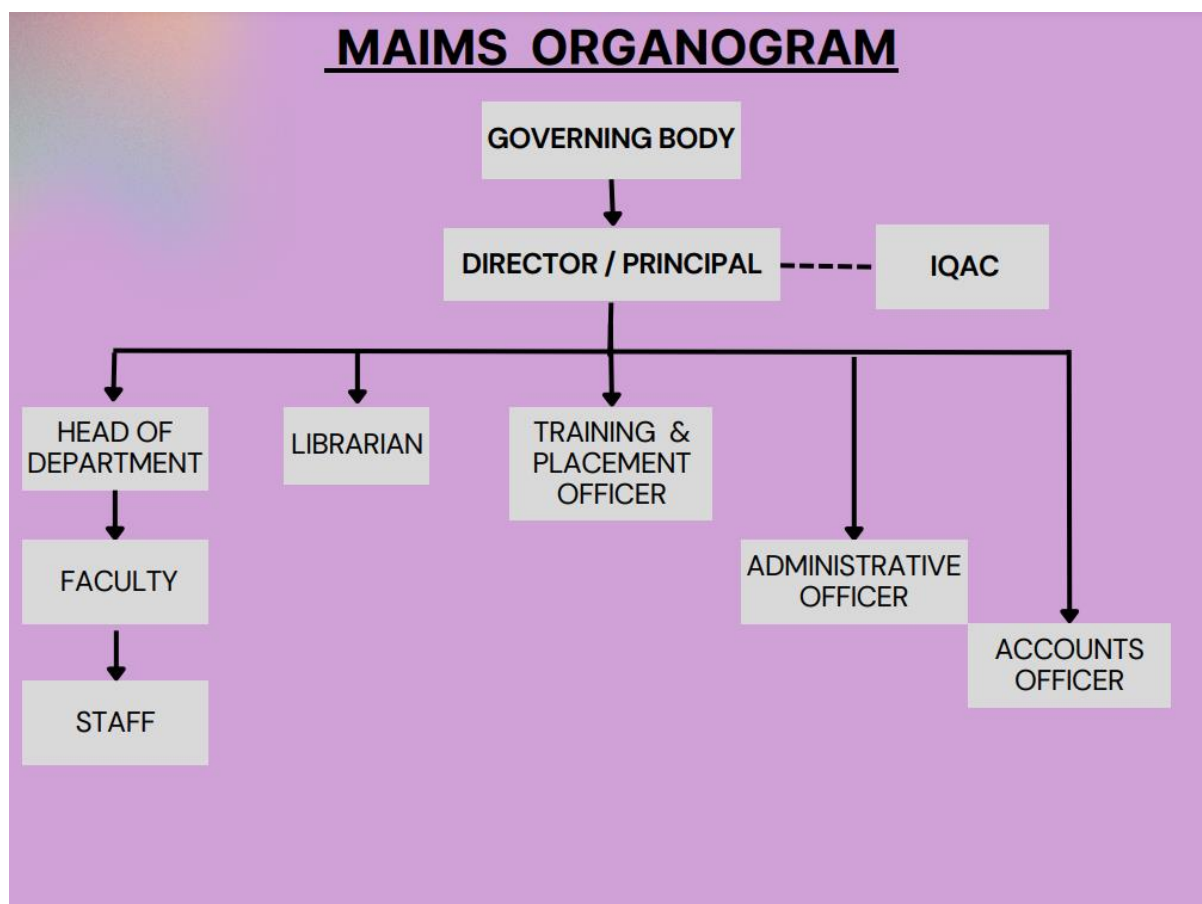 MAIMS ORGANOGRAM
GOVERNING BODY
DIRECTOR / PRINCIPAL
IQAC
HEAD OF
DEPARTMENT
LIBRARIAN
TRAINING &
PLACEMENT
OFFICER
FACULTY
ADMINISTRATIVE
OFFICER
ACCOUNTS
OFFICER
STAFF